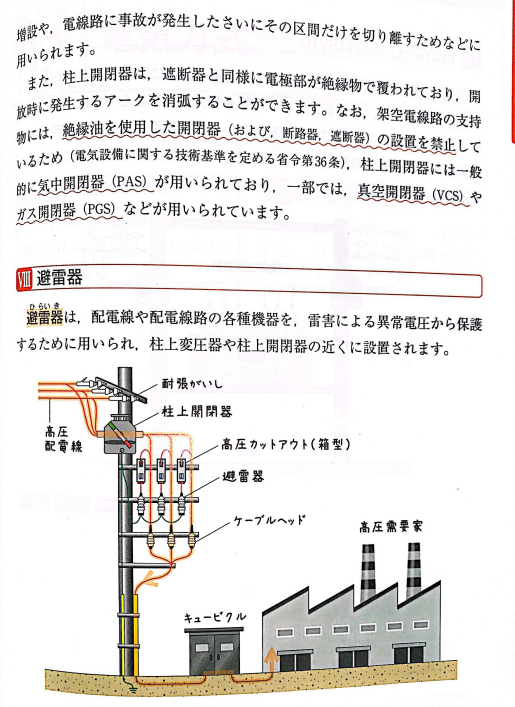 増設や，電線路に事故が発生したさいにその区間だけを切り離すためなどに
用いられます。
また，柱上開閉器は，遮断器と同様に電極部が絶縁物で覆われており，開
放時に発生するアークを消弧することができます。なお，架空電線路の支持
物には，絶縁油を使用した開閉器（および，断路器，遮断器）の設置を禁止して
いるため（電気設備に関する技術基準を定める省令第36条），柱上開閉器には一般
的に気中開閉器（PAS）が用いられており，一部では，真空開閉器（VCS）や
ガス開閉器（PGS）などが用いられています。
Ⅷ 避雷器
ひらいき
避雷器は，配電線や配電線路の各種機器を，雷害による異常電圧から保護
するために用いられ，柱上変圧器や柱上開閉器の近くに設置されます。
耐張がいし
柱上開閉器
高圧
配電線
高圧カットアウト(箱型)
避雷器
ケーブルヘッド
高圧需要家
キュービクル